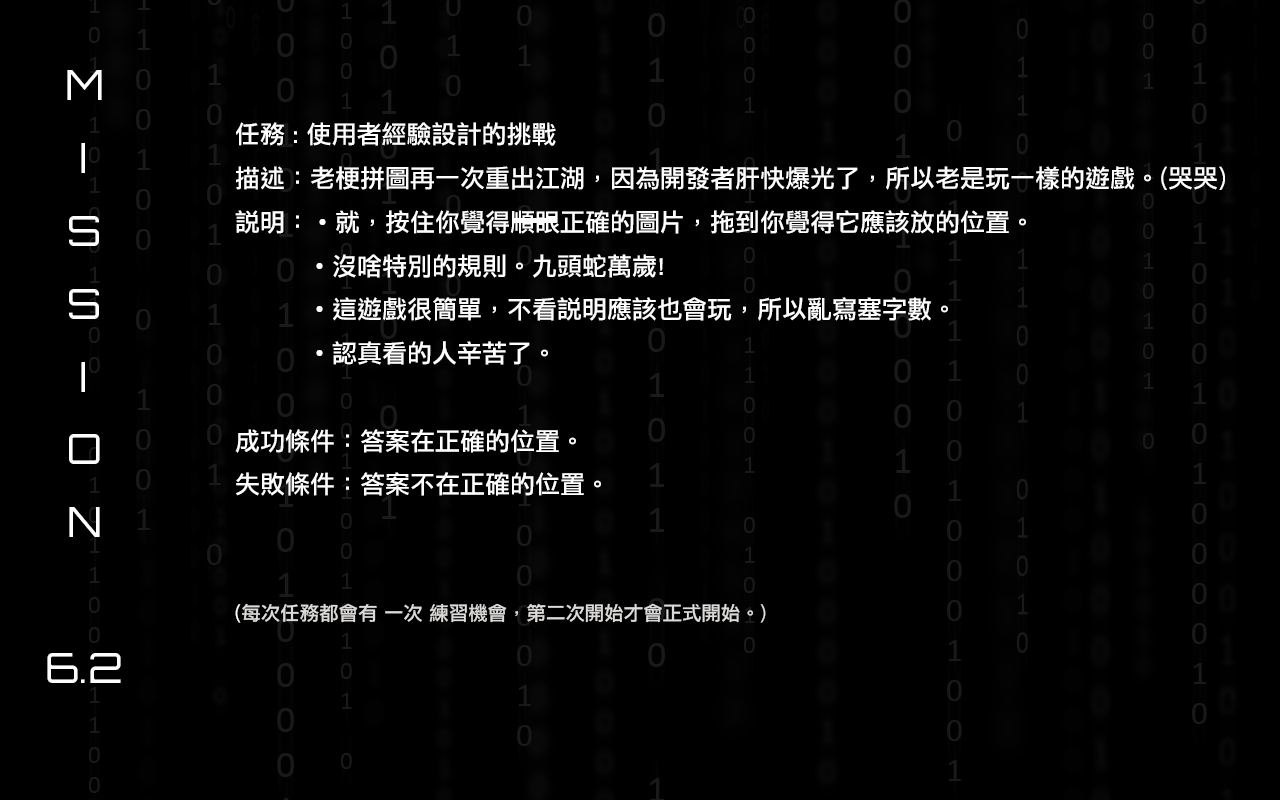 MISSION
6.2
任務 : 使用者經驗設計的挑戰
描述：老梗拼圖再一次重出江湖，因為開發者肝快爆光了，所以老是玩一樣的遊戲。(哭哭)
說明：•就，按住你覺得順眼正確的圖片，拖到你覺得它應該放的位置。
•沒啥特別的規則。九頭蛇萬歲!
•這遊戲很簡單，不看說明應該也會玩，所以亂寫塞字數。
•認真看的人辛苦了。
成功條件：答案在正確的位置。
失敗條件：答案不在正確的位置。
(每次任務都會有 一次 練習機會，第二次開始才會正式開始。)